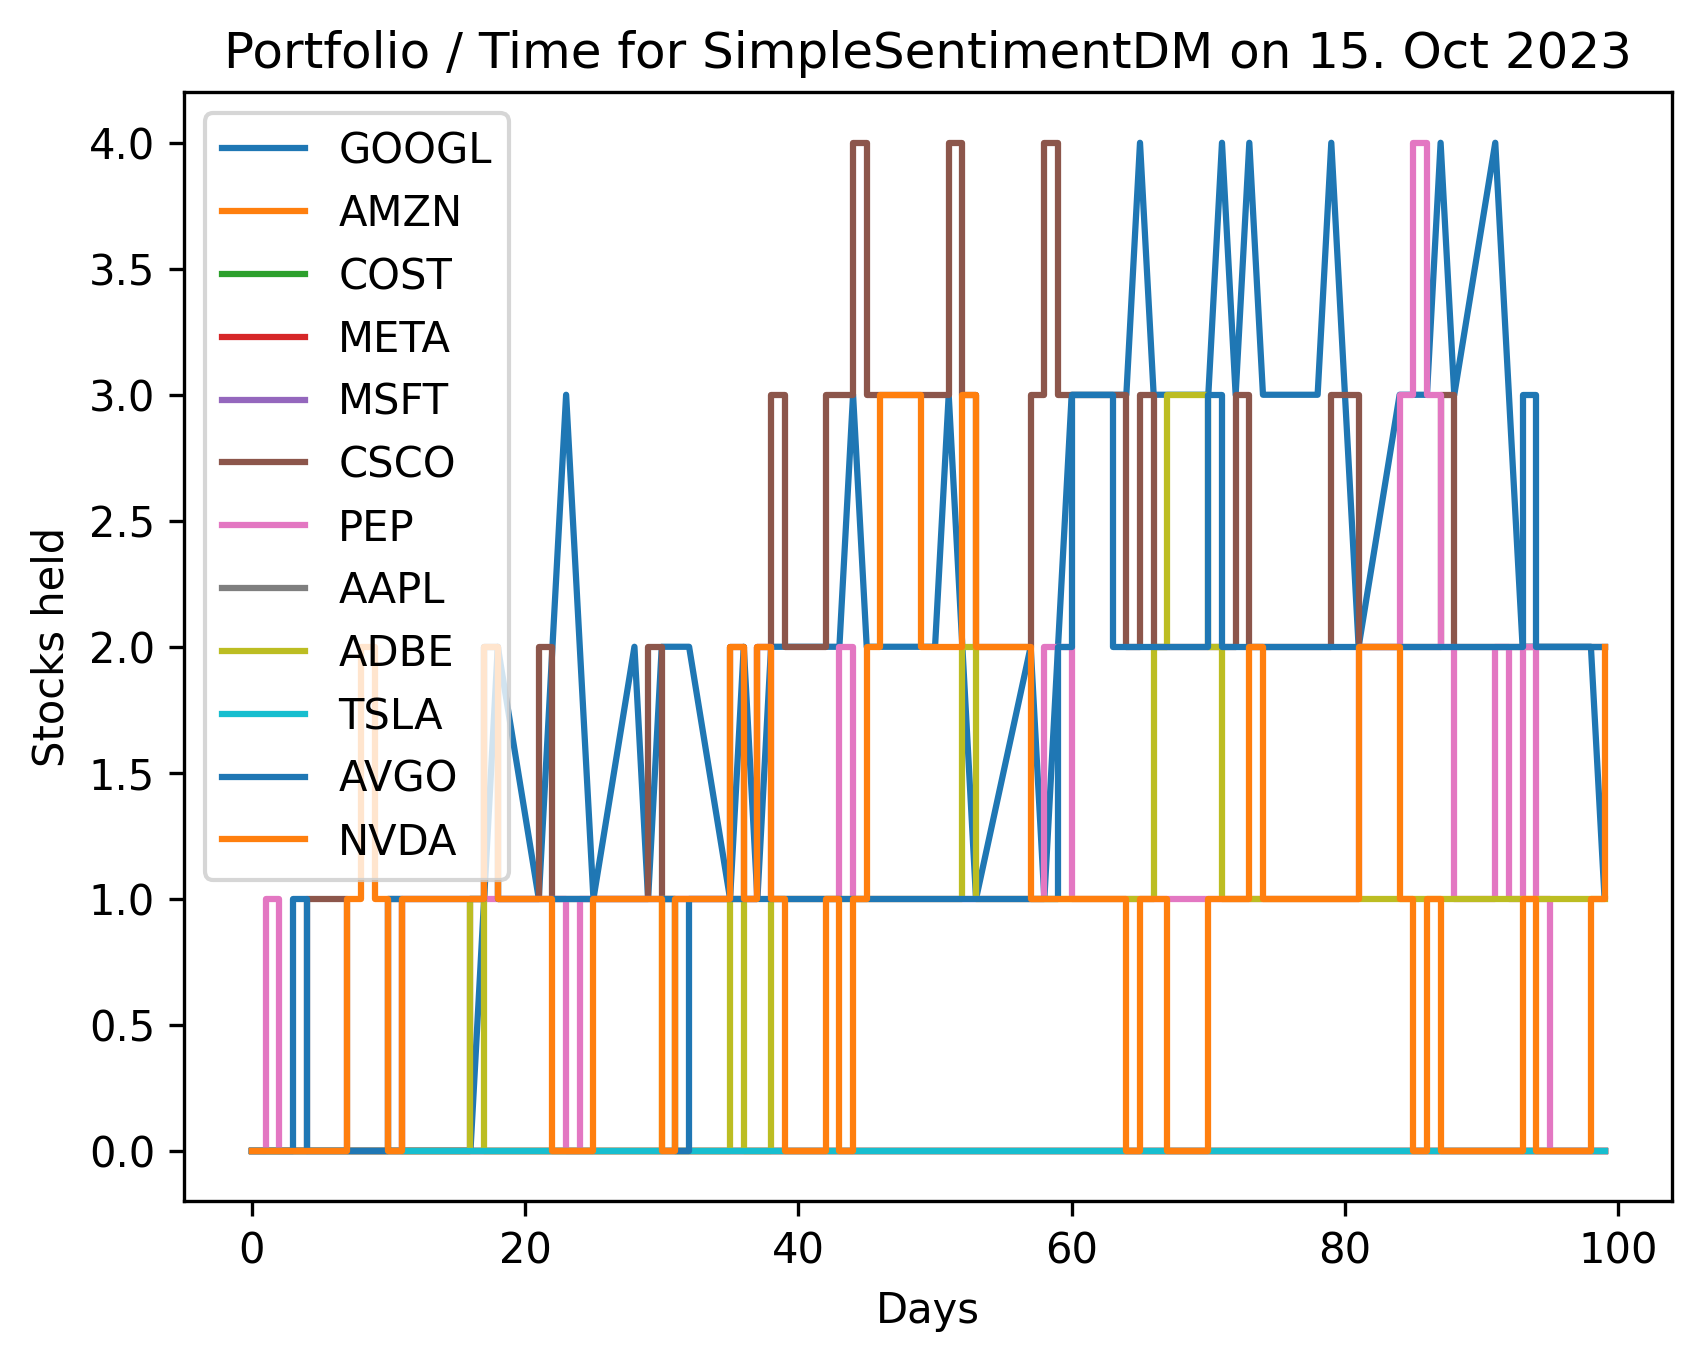 Portfolio / Time for SimpleSentimentDM on 15. Oct 2023
GOOGL
AMZN
COST
META
MSFT
CSCO
PEP
AAPL
ADBE
TSLA
AVGO
NVDA
Stocks held
4.0
3.5
3.0
2.5
2.0
1.5
1.0
0.5
0.0
0 20 40 60 80 100
Days